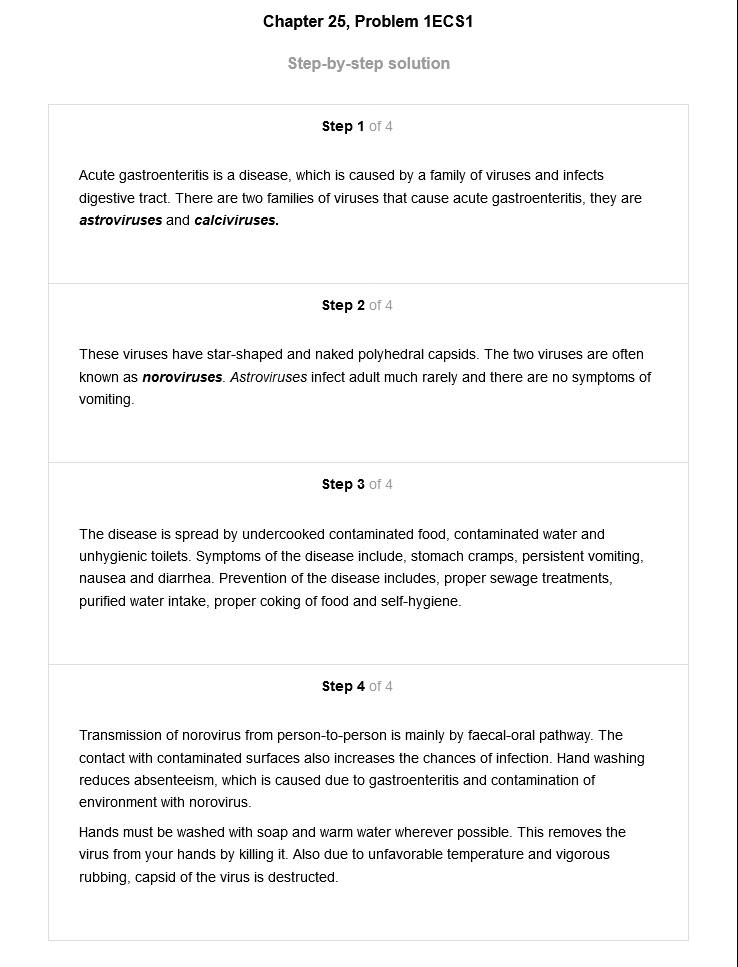 Chapter 25, Problem 1ECS1
Step-by-step solution
Step 1 of 4
Acute gastroenteritis is a disease, which is caused by a family of viruses and infects
digestive tract. There are two families of viruses that cause acute gastroenteritis, they are
astroviruses and calciviruses.
Step 2 of 4
These viruses have star-shaped and naked polyhedral capsids. The two viruses are often
known as noroviruses. Astroviruses infect adult much rarely and there are no symptoms of
vomiting.
Step 3 of 4
The disease is spread by undercooked contaminated food, contaminated water and
unhygienic toilets. Symptoms of the disease include, stomach cramps, persistent vomiting,
nausea and diarrhea. Prevention of the disease includes, proper sewage treatments,
purified water intake, proper coking of food and self-hygiene.
Step 4 of 4
Transmission of norovirus from person-to-person is mainly by faecal-oral pathway. The
contact with contaminated surfaces also increases the chances of infection. Hand washing
reduces absenteeism, which is caused due to gastroenteritis and contamination of
environment with norovirus.
Hands must be washed with soap and warm water wherever possible. This removes the
virus from your hands by killing it. Also due to unfavorable temperature and vigorous
rubbing, capsid of the virus is destructed.